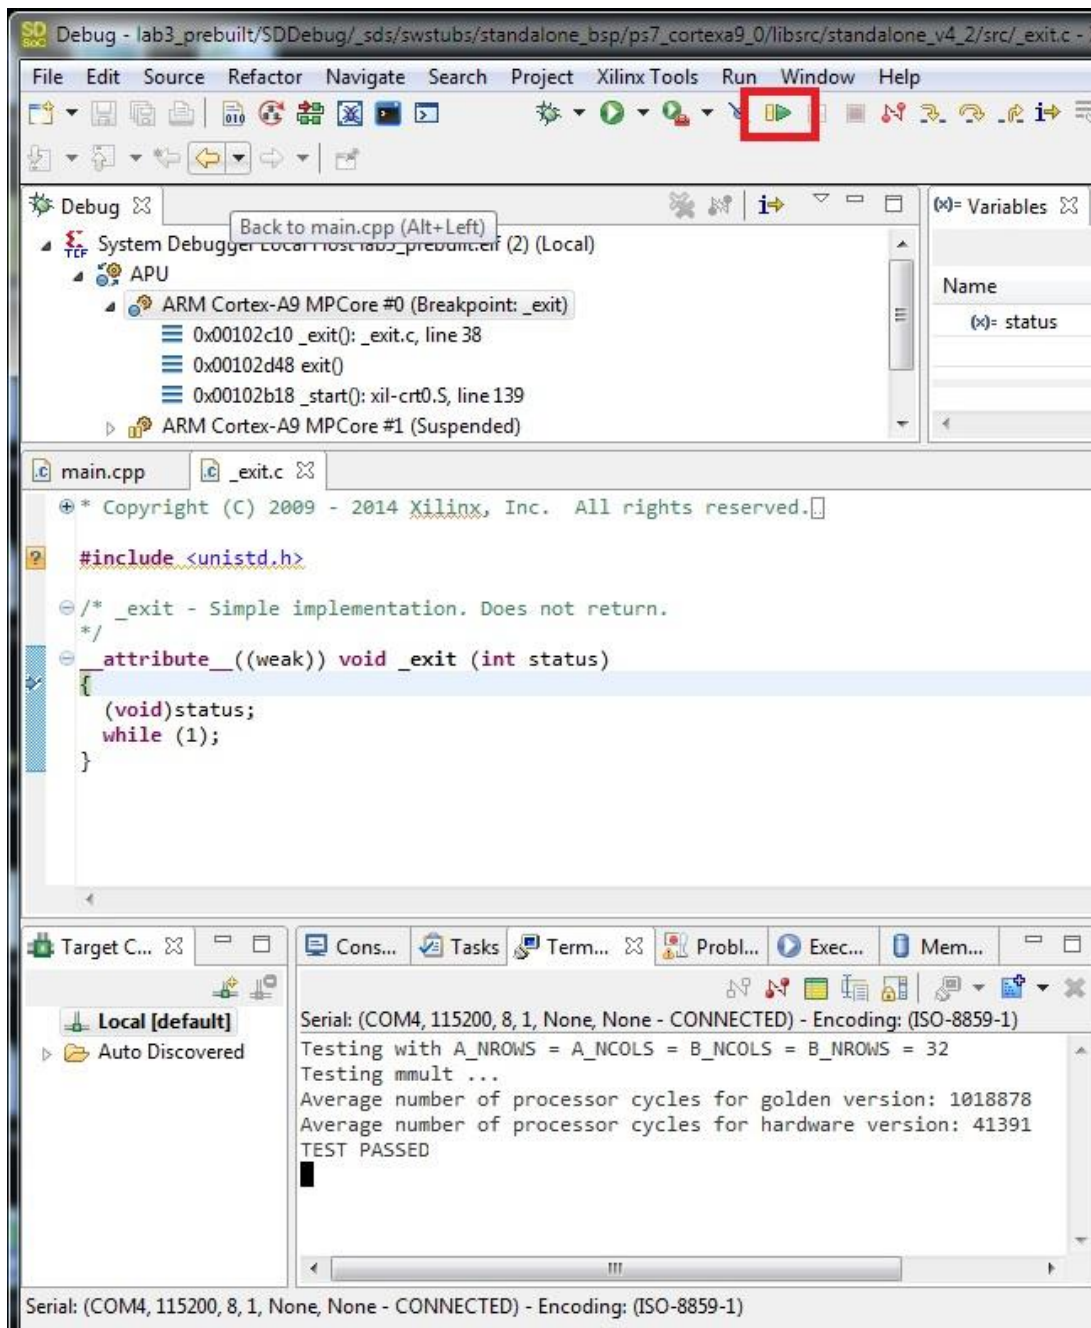 SD SoC Debug - lab3_prebuilt/SDDebug/_sds/swstubs/standalone_bsp/ps7_cortexa9_0/libsrc/standalone_v4_2/src/_exit.c -
File Edit Source Refactor Navigate Search Project Xilinx Tools Run Window Help
Debug
(x)= Variables
Back to main.cpp (Alt+Left)
TCF System Debugger Local Host lab3_prebuilt.elf (2) (Local)
APU
Name
ARM Cortex-A9 MPCore #0 (Breakpoint: _exit)
(x)= status
0x00102c10 _exit(): _exit.c, line 38
0x00102d48 exit()
0x00102b18 _start(): xil-crt0.S, line 139
ARM Cortex-A9 MPCore #1 (Suspended)
.c main.cpp
.c _exit.c
* Copyright (C) 2009 - 2014 Xilinx, Inc.  All rights reserved.
#include <unistd.h>
/* _exit - Simple implementation. Does not return.
*/
__attribute__((weak)) void _exit (int status)
{
(void)status;
while (1);
}
Target C...
Cons... Tasks Term... Probl... Exec... Mem...
Local [default]
Auto Discovered
Serial: (COM4, 115200, 8, 1, None, None - CONNECTED) - Encoding: (ISO-8859-1)
Testing with A_NROWS = A_NCOLS = B_NCOLS = B_NROWS = 32
Testing mmult ...
Average number of processor cycles for golden version: 1018878
Average number of processor cycles for hardware version: 41391
TEST PASSED
Serial: (COM4, 115200, 8, 1, None, None - CONNECTED) - Encoding: (ISO-8859-1)